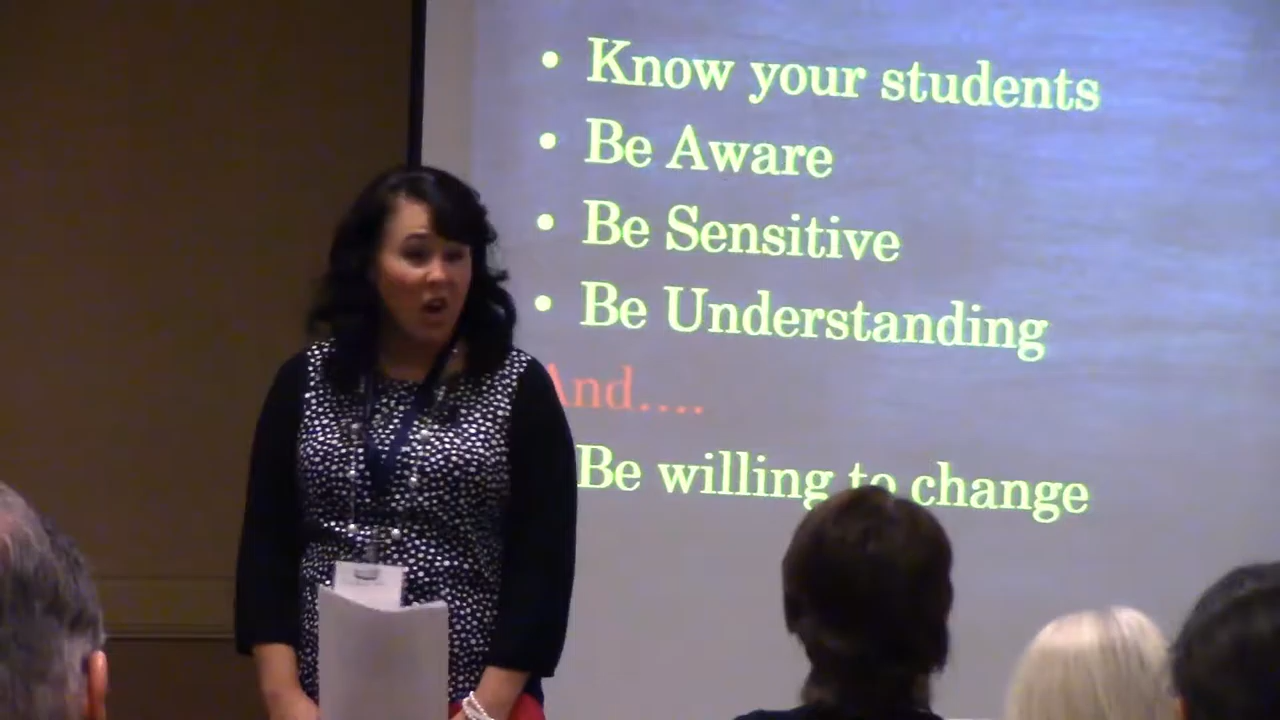 • Know your students
• Be Aware
• Be Sensitive
• Be Understanding
And....
Be willing to change